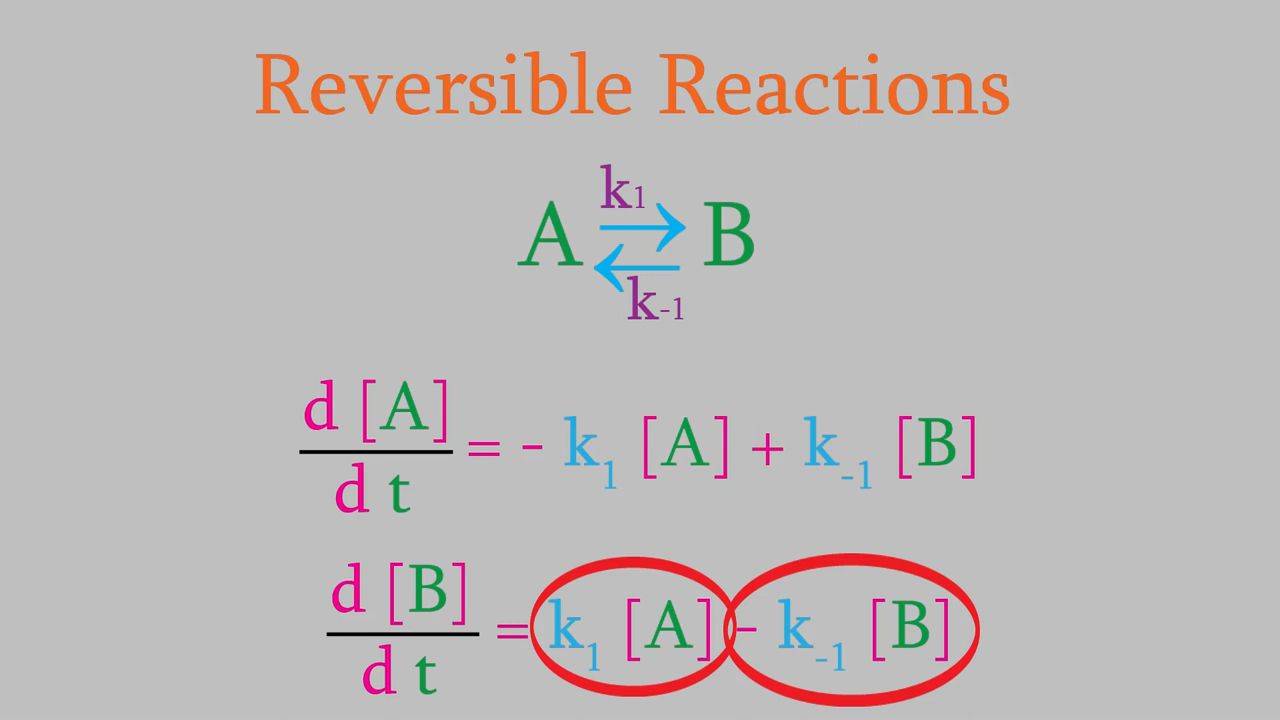 Reversible Reactions
k₁
A ⇄ B
k₋₁
d [A]
= - k₁ [A] + k₋₁ [B]
d t
d [B]
= k₁ [A] - k₋₁ [B]
d t